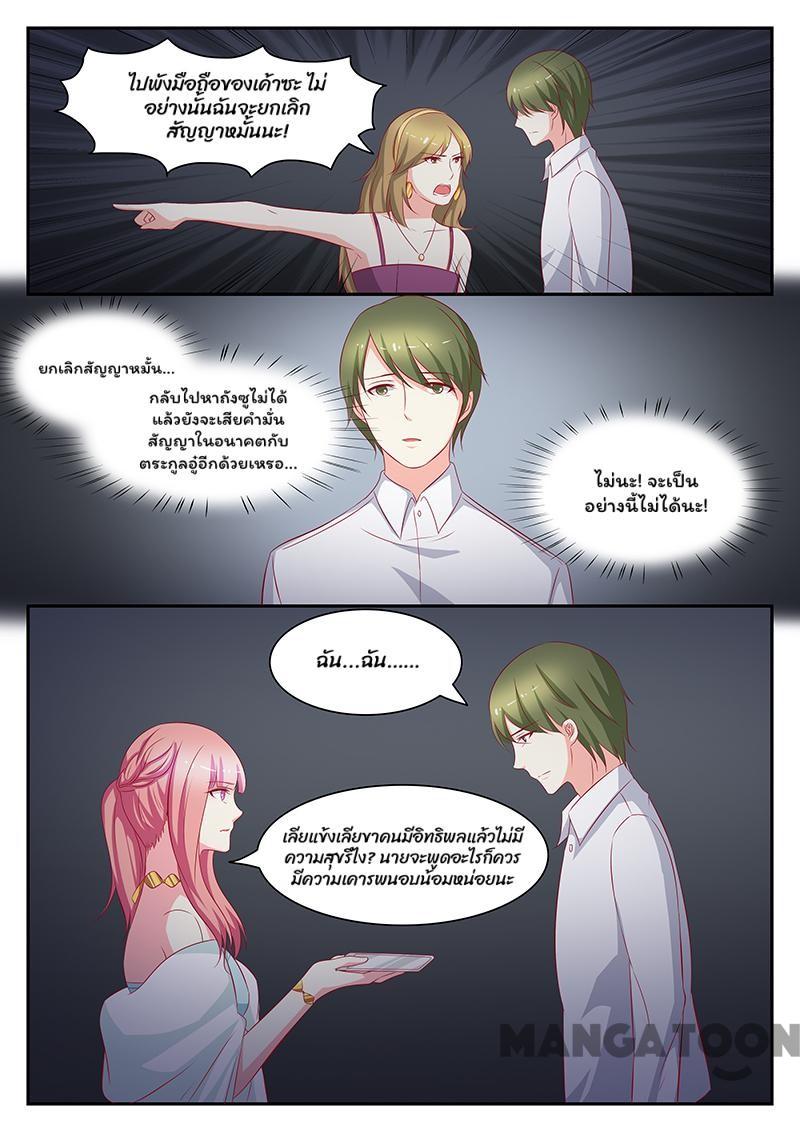 ไปพังมือถือของเค้าซะ ไม่
อย่างนั้นฉันจะยกเลิก
สัญญาหมั้นนะ!
ยกเลิกสัญญาหมั้น...
กลับไปหาถังซูไม่ได้
แล้วยังจะเสียคำมั่น
สัญญาในอนาคตกับ
ตระกูลอู๋อีกด้วยเหรอ...
ไม่นะ! จะเป็น
อย่างนี้ไม่ได้นะ!
ฉัน...ฉัน......
เลียแข้งเลียขาคนมีอิทธิพลแล้วไม่มี
ความสุขรึไง? นายจะพูดอะไรก็ควร
มีความเคารพนอบน้อมหน่อยนะ
MANGATOON